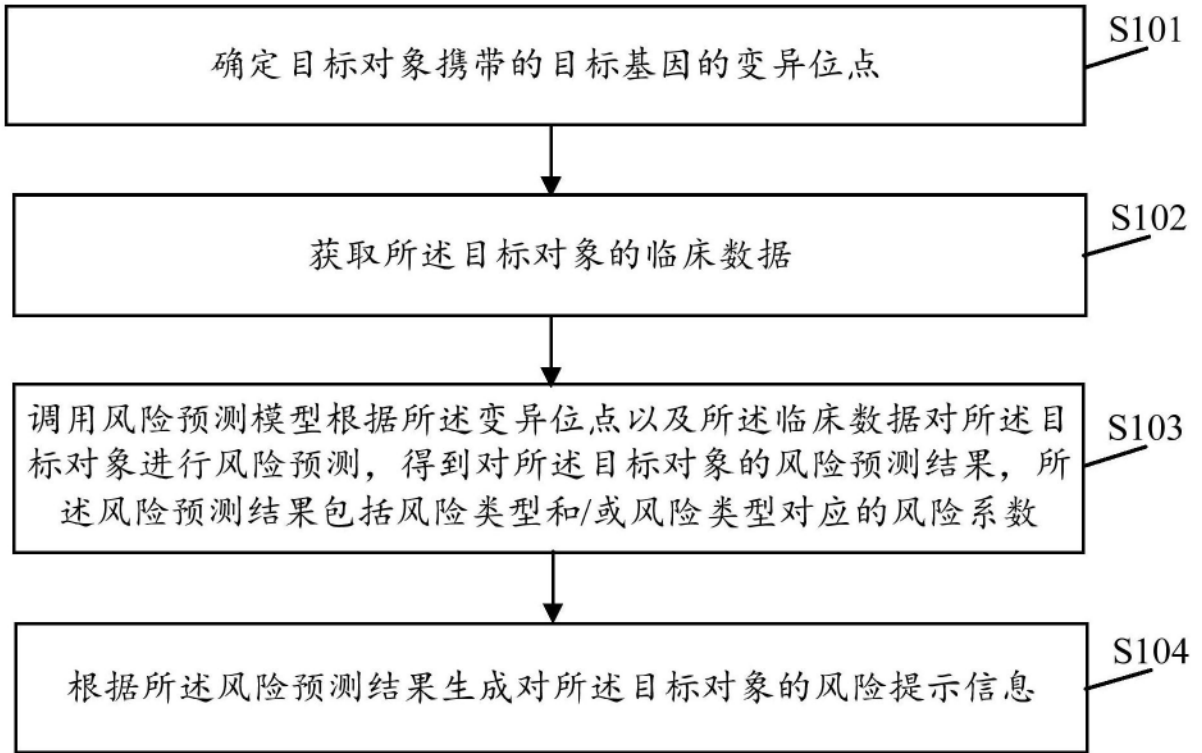 S101
确定目标对象携带的目标基因的变异位点
S102
获取所述目标对象的临床数据
S103
调用风险预测模型根据所述变异位点以及所述临床数据对所述目
标对象进行风险预测，得到对所述目标对象的风险预测结果，所
述风险预测结果包括风险类型和/或风险类型对应的风险系数
S104
根据所述风险预测结果生成对所述目标对象的风险提示信息